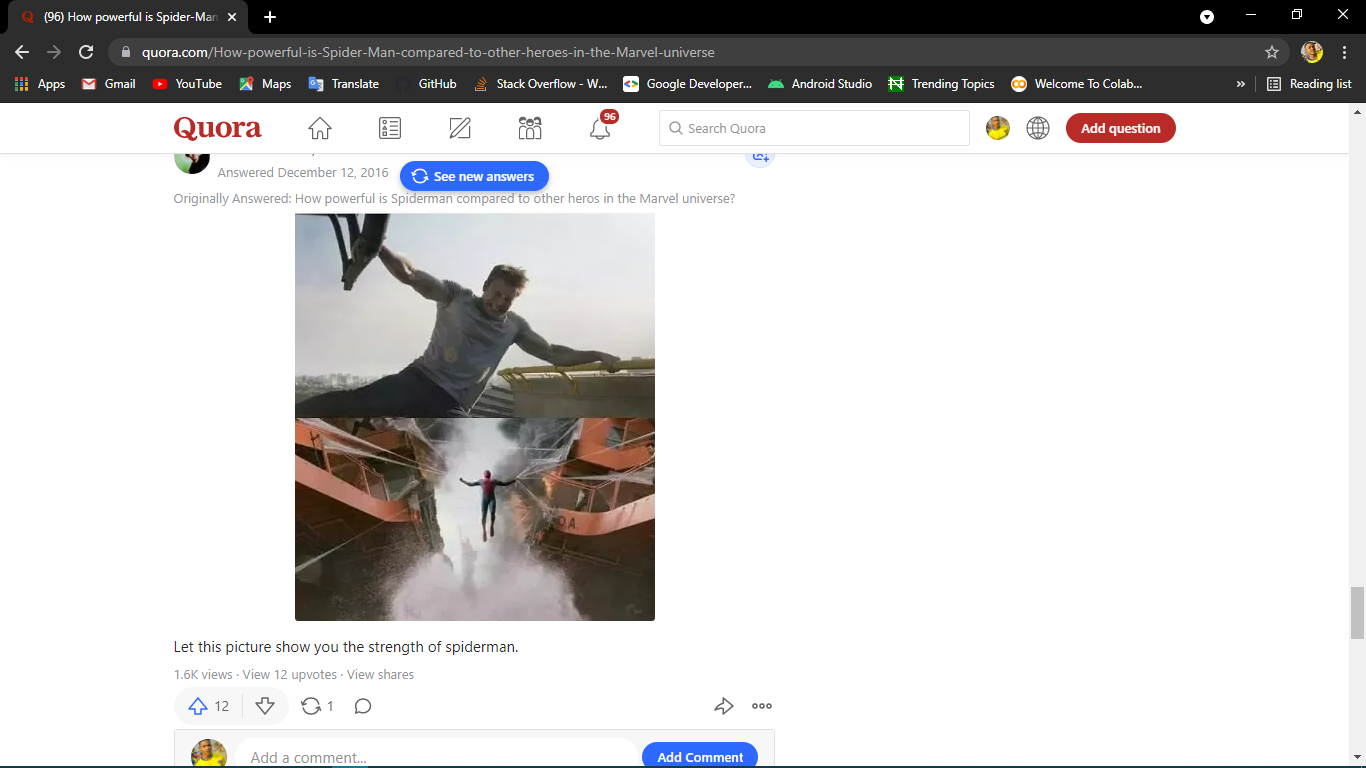 (96) How powerful is Spider-Man
quora.com/How-powerful-is-Spider-Man-compared-to-other-heroes-in-the-Marvel-universe
Apps Gmail YouTube Maps Translate GitHub Stack Overflow - W... Google Developer... Android Studio Trending Topics Welcome To Colab... » Reading list
Quora 96 Search Quora Add question
Answered December 12, 2016
See new answers
Originally Answered: How powerful is Spiderman compared to other heros in the Marvel universe?
Let this picture show you the strength of spiderman.
1.6K views · View 12 upvotes · View shares
12 1
Add a comment... Add Comment